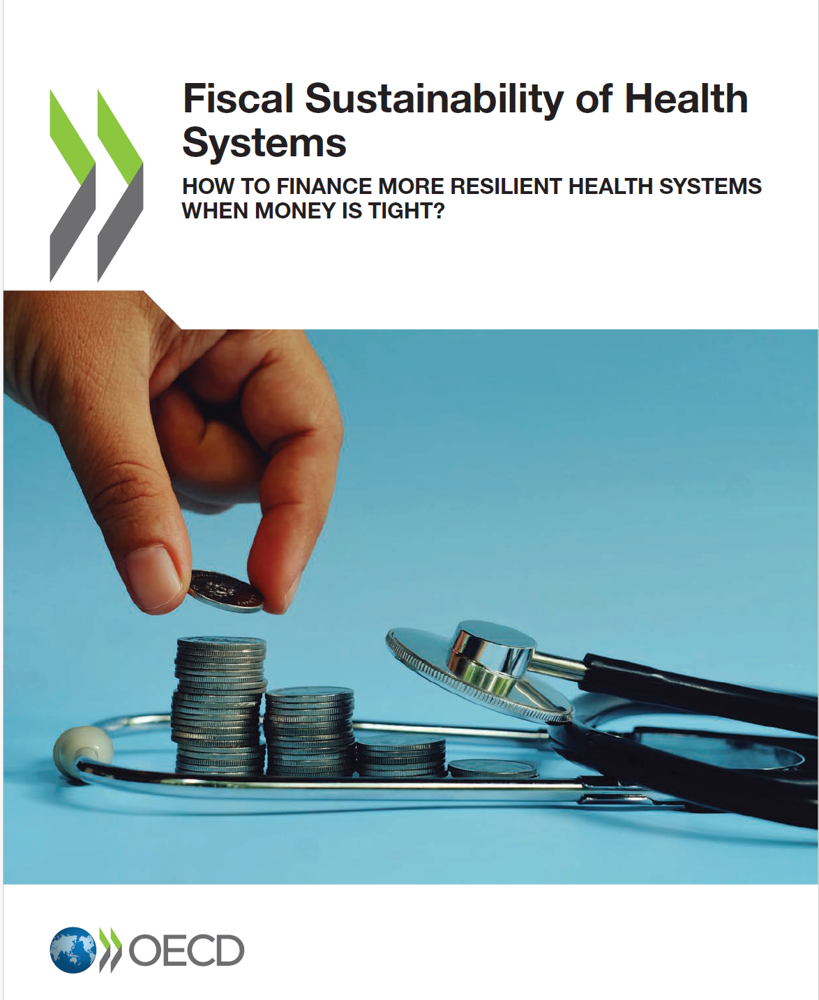 Fiscal Sustainability of Health
Systems
HOW TO FINANCE MORE RESILIENT HEALTH SYSTEMS
WHEN MONEY IS TIGHT?
OECD